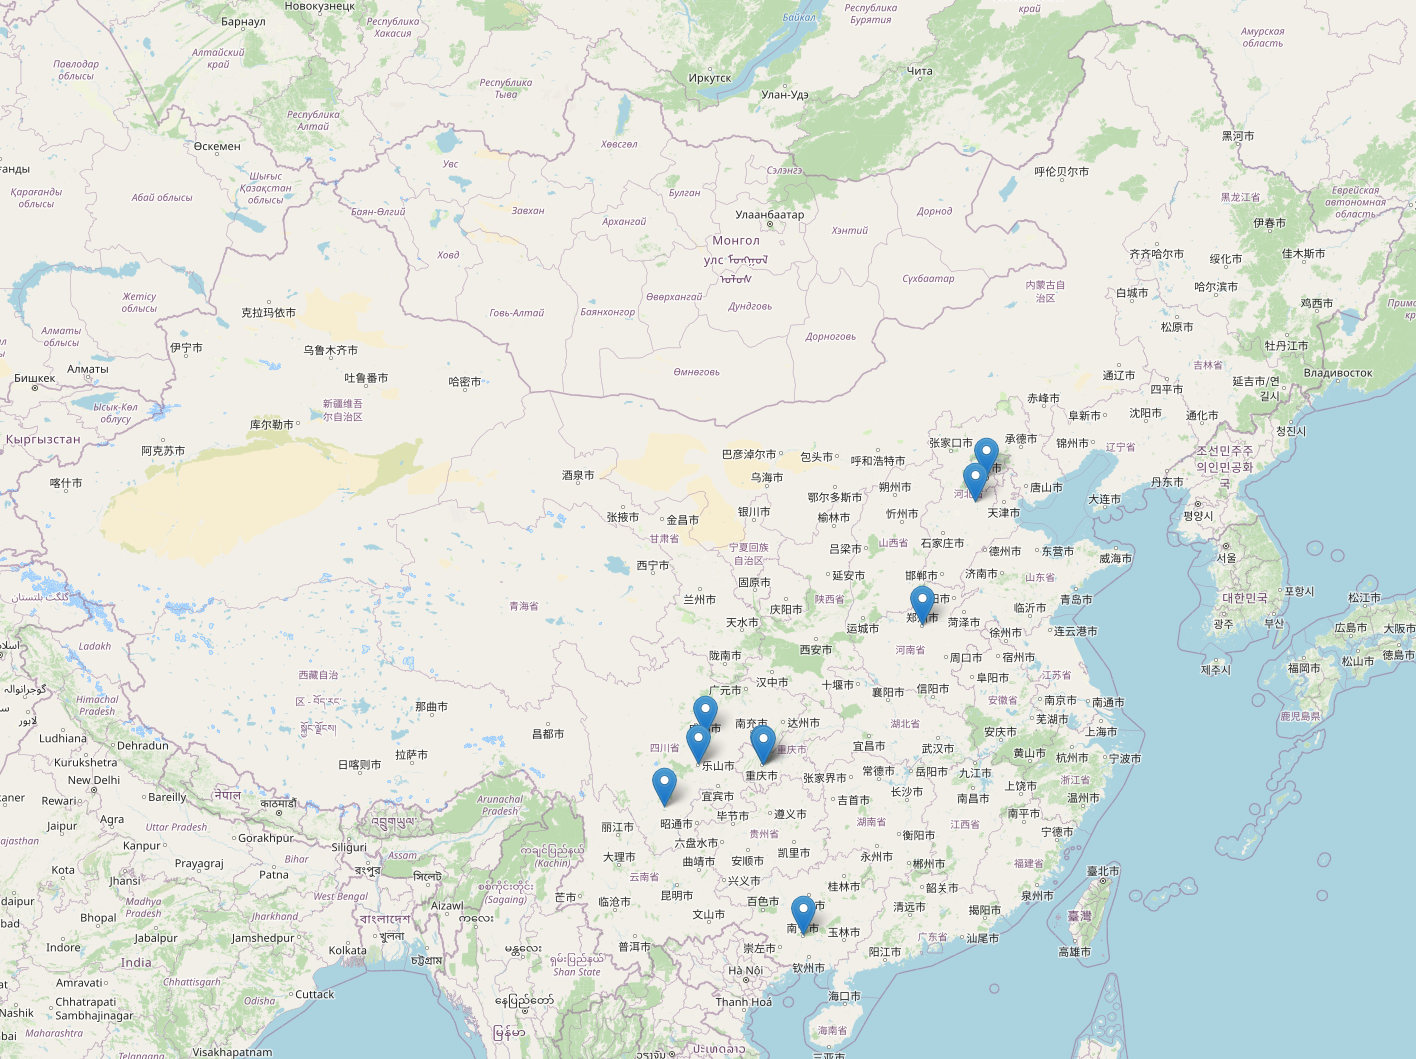 Новокузнецк
Барнаул
Республика
Хакасия
Байкал
Республика
Бурятия
край
Амурская
область
Алтайский
край
Павлодар
облысы
Республика
Тыва
Иркутск
Чита
Улан-Удэ
Республика
Алтай
Өскемен
Хөвсгөл
黑河市
Увс
Сэлэнгэ
呼伦贝尔市
Шығыс
Қазақстан
облысы
Қарағанды
облысы
Абай облысы
Булган
黑龙江省
Еврейская
автономная
область
Баян-Өлгий
Завхан
Архангай
Улаанбаатар
Дорнод
伊春市
Хэнтий
Монгол
улс
Ховд
齐齐哈尔市
绥化市
佳木斯市
Сүхбаатар
内蒙古自
治区
哈尔滨市
白城市
Жетісу
облысы
Өвөрхангай
Дундговь
鸡西市
克拉玛依市
Говь-Алтай
Баянхонгор
松原市
Алматы
облысы
Дорноговь
伊宁市
乌鲁木齐市
牡丹江市
Алматы
Бишкек
吐鲁番市
哈密市
Өмнөговь
吉林省
Владивосток
通辽市
延吉市/연
길시
四平市
新疆维吾
尔自治区
赤峰市
Ысык-Көл
облусу
阜新市
沈阳市
通化市
库尔勒市
청진시
Кыргызстан
张家口市
承德市
锦州市
辽宁省
阿克苏市
巴彦淖尔市
包头市
呼和浩特市
조선민주주
의인민공화
국
喀什市
酒泉市
乌海市
朔州市
唐山市
丹东市
鄂尔多斯市
大连市
张掖市
金昌市
银川市
榆林市
忻州市
天津市
평양시
甘肃省
宁夏回族
自治区
吕梁市
山西省
石家庄市
德州市
东营市
威海市
서울
西宁市
固原市
延安市
邯郸市
济南市
山东省
兰州市
青海省
庆阳市
陕西省
临沂市
青岛市
대한민국
포항시
松江市
天水市
运城市
菏泽市
徐州市
连云港市
광주
부산
広島市
大阪市
Ladakh
陇南市
西安市
河南省
周口市
宿州市
제주시
福岡市
松山市
徳島市
西藏自治
阜阳市
江苏省
广元市
汉中市
十堰市
襄阳市
信阳市
Himachal
Pradesh
那曲市
安徽省
南京市
南通市
鹿児島県
南充市
达州市
湖北省
芜湖市
Ludhiana
Dehradun
昌都市
四川省
重庆市
宜昌市
武汉市
安庆市
上海市
拉萨市
日喀则市
乐山市
黄山市
杭州市
宁波市
Kurukshetra
New Delhi
重庆市
张家界市
常德市
岳阳市
九江市
浙江省
Bareilly
नेपाल
Arunachal
Pradesh
宜宾市
吉首市
长沙市
南昌市
上饶市
温州市
Rewari
काठमाडौं
Agra
毕节市
遵义市
南平市
Jaipur
Uttar Pradesh
昭通市
丽江市
贵州省
湖南省
江西省
宁德市
Gorakhpur
Kanpur
Siliguri
六盘水市
衡阳市
Assam
大理市
曲靖市
安顺市
凯里市
永州市
郴州市
福建省
Prayagraj
Bihar
Patna
Kota
Jhansi
রংপুর
সিলেট
(Kachin)
云南省
兴义市
桂林市
韶关市
泉州市
臺北市
昆明市
芒市
临沧市
百色市
清远市
揭阳市
Madhya
Pradesh
West Bengal
Aizawl
(Sagaing)
文山市
臺灣
Bhopal
Jharkhand
বাংলাদেশ
খুলনা
玉林市
广东省
汕尾市
Jabalpur
Jamshedpur
普洱市
崇左市
阳江市
高雄市
Indore
Kolkata
চট্টগ্রাম
India
Shan State
Hà Nội
钦州市
Amravati
Chhattisgarh
Odisha
Cuttack
Thanh Hoá
海口市
Chhatrapati
Sambhajinagar
Nashik
海南省
Maharashtra
Visakhapatnam
Telangana
三亚市